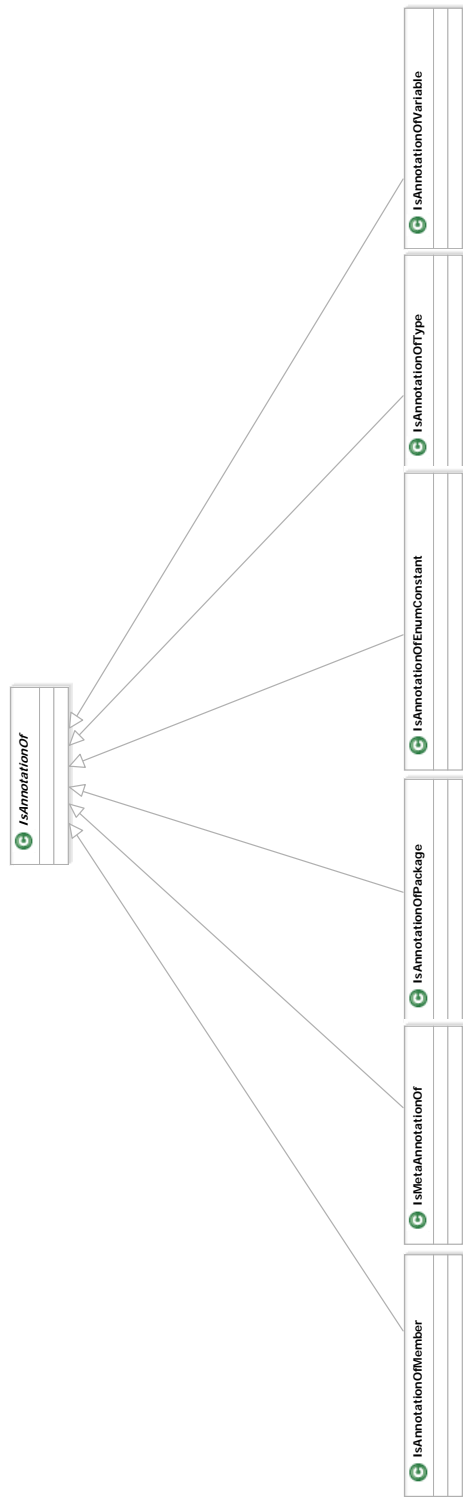 IsAnnotationOf
IsAnnotationOfMember
IsMetaAnnotationOf
IsAnnotationOfPackage
IsAnnotationOfEnumConstant
IsAnnotationOfType
IsAnnotationOfVariable